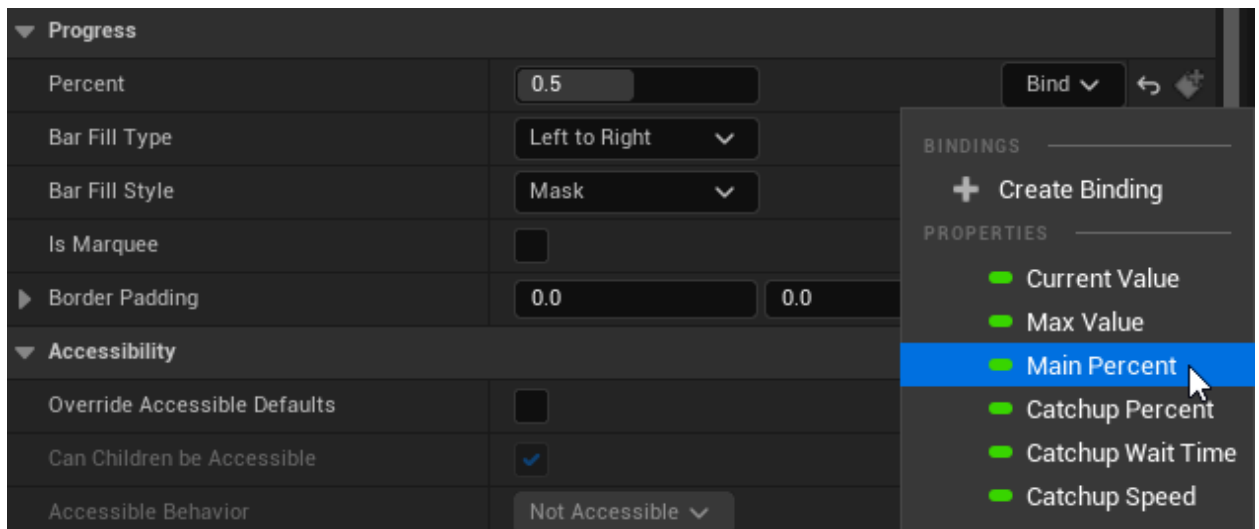 Progress
Percent 0.5 Bind
Bar Fill Type Left to Right
BINDINGS
Bar Fill Style Mask
Create Binding
PROPERTIES
Is Marquee
Current Value
Border Padding 0.0 0.0
Max Value
Accessibility
Main Percent
Override Accessible Defaults
Catchup Percent
Can Children be Accessible
Catchup Wait Time
Accessible Behavior Not Accessible
Catchup Speed